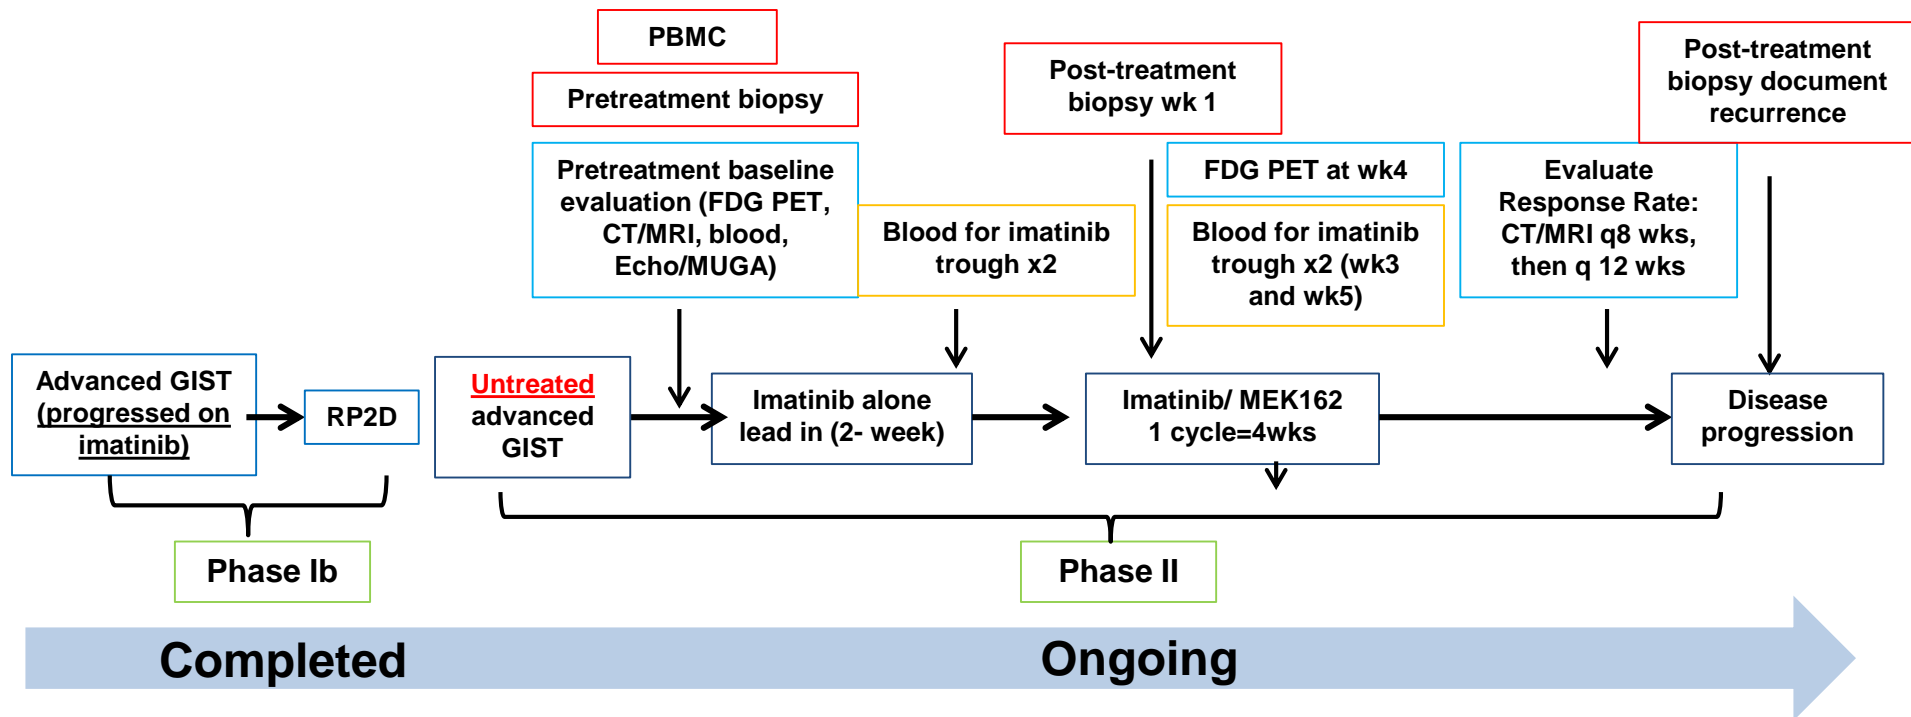 PBMC
Pretreatment biopsy
Pretreatment baseline
evaluation (FDG PET,
CT/MRI, blood,
Echo/MUGA)
Blood for imatinib
trough x2
Post-treatment
biopsy wk 1
FDG PET at wk4
Blood for imatinib
trough x2 (wk3
and wk5)
Evaluate
Response Rate:
CT/MRI q8 wks,
then q 12 wks
Post-treatment
biopsy document
recurrence
Advanced GIST
(progressed on
imatinib)
RP2D
Untreated
advanced
GIST
Imatinib alone
lead in (2- week)
Imatinib/ MEK162
1 cycle=4wks
Disease
progression
Phase Ib
Phase II
Completed
Ongoing